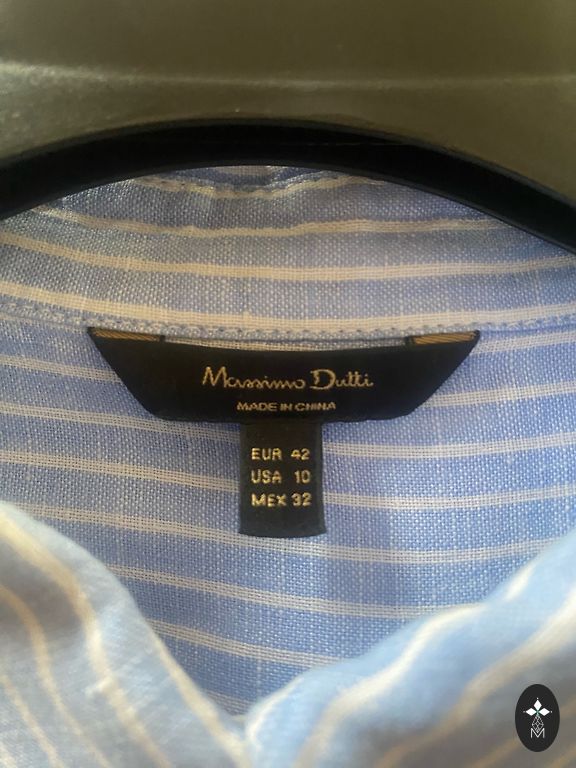 Massimo Dutti
MADE IN CHINA
EUR 42
USA 10
MEX 32
M